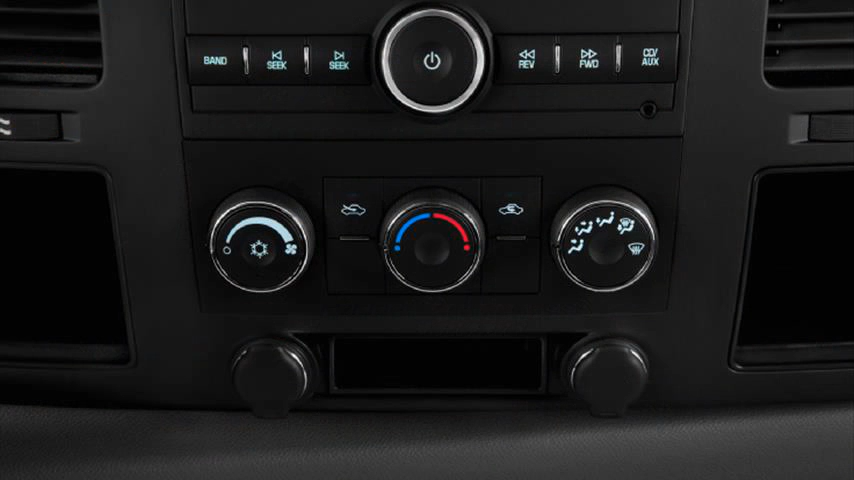 BAND
SEEK
SEEK
REV
FWD
CD/
AUX